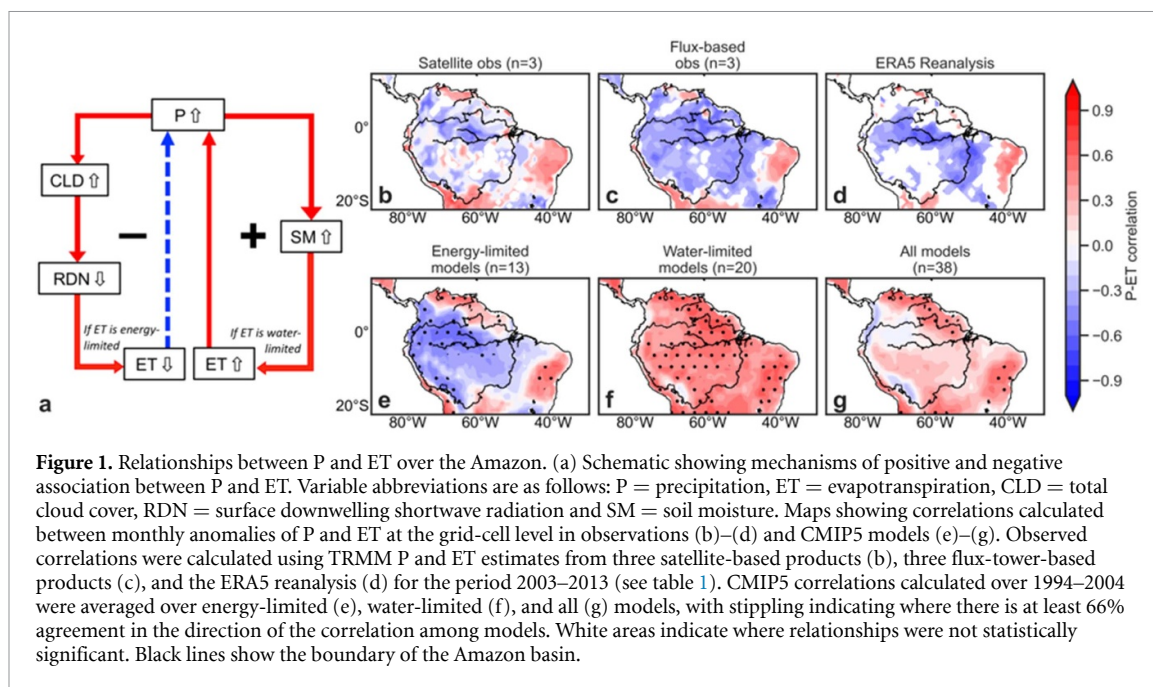 P⇧
CLD⇧
RDN⇩
If ET is energy-
limited
ET⇩
ET⇧
If ET is water-
limited
SM⇧
−
+
a
Satellite obs (n=3)
Flux-based
obs (n=3)
ERA5 Reanalysis
0°
20°S
b
c
d
80°W 60°W 40°W
80°W 60°W 40°W
80°W 60°W 40°W
Energy-limited
models (n=13)
Water-limited
models (n=20)
All models
(n=38)
0°
20°S
e
f
g
80°W 60°W 40°W
80°W 60°W 40°W
80°W 60°W 40°W
0.9
0.6
0.3
0.0
−0.3
−0.6
−0.9
P-ET correlation
Figure 1. Relationships between P and ET over the Amazon. (a) Schematic showing mechanisms of positive and negative
association between P and ET. Variable abbreviations are as follows: P = precipitation, ET = evapotranspiration, CLD = total
cloud cover, RDN = surface downwelling shortwave radiation and SM = soil moisture. Maps showing correlations calculated
between monthly anomalies of P and ET at the grid-cell level in observations (b)–(d) and CMIP5 models (e)–(g). Observed
correlations were calculated using TRMM P and ET estimates from three satellite-based products (b), three flux-tower-based
products (c), and the ERA5 reanalysis (d) for the period 2003–2013 (see table 1). CMIP5 correlations calculated over 1994–2004
were averaged over energy-limited (e), water-limited (f), and all (g) models, with stippling indicating where there is at least 66%
agreement in the direction of the correlation among models. White areas indicate where relationships were not statistically
significant. Black lines show the boundary of the Amazon basin.